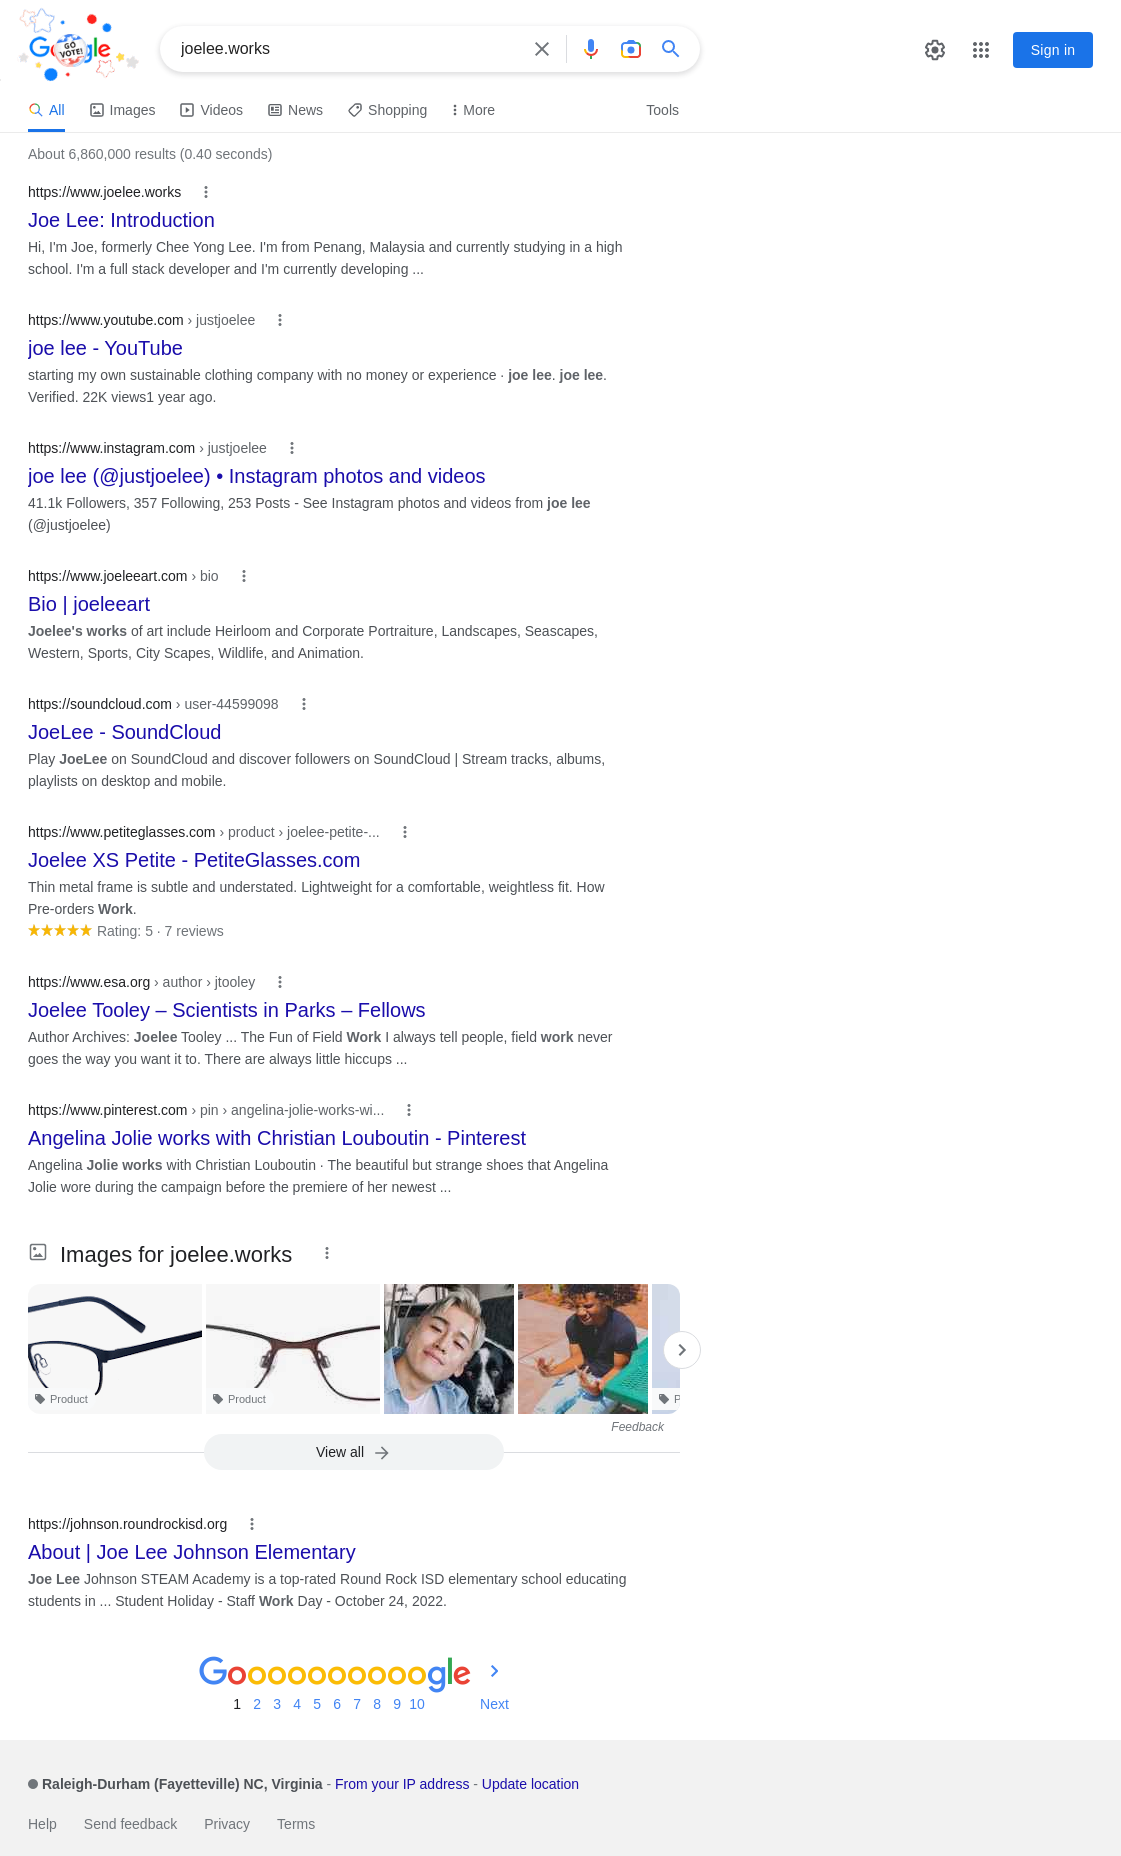 Google
GO VOTE!
joelee.works
Sign in
All Images Videos News Shopping More Tools
About 6,860,000 results (0.40 seconds)
https://www.joelee.works
Joe Lee: Introduction
Hi, I'm Joe, formerly Chee Yong Lee. I'm from Penang, Malaysia and currently studying in a high
school. I'm a full stack developer and I'm currently developing ...
https://www.youtube.com › justjoelee
joe lee - YouTube
starting my own sustainable clothing company with no money or experience · joe lee. joe lee.
Verified. 22K views1 year ago.
https://www.instagram.com › justjoelee
joe lee (@justjoelee) • Instagram photos and videos
41.1k Followers, 357 Following, 253 Posts - See Instagram photos and videos from joe lee
(@justjoelee)
https://www.joeleeart.com › bio
Bio | joeleeart
Joelee's works of art include Heirloom and Corporate Portraiture, Landscapes, Seascapes,
Western, Sports, City Scapes, Wildlife, and Animation.
https://soundcloud.com › user-44599098
JoeLee - SoundCloud
Play JoeLee on SoundCloud and discover followers on SoundCloud | Stream tracks, albums,
playlists on desktop and mobile.
https://www.petiteglasses.com › product › joelee-petite-...
Joelee XS Petite - PetiteGlasses.com
Thin metal frame is subtle and understated. Lightweight for a comfortable, weightless fit. How
Pre-orders Work.
Rating: 5 · 7 reviews
https://www.esa.org › author › jtooley
Joelee Tooley – Scientists in Parks – Fellows
Author Archives: Joelee Tooley ... The Fun of Field Work I always tell people, field work never
goes the way you want it to. There are always little hiccups ...
https://www.pinterest.com › pin › angelina-jolie-works-wi...
Angelina Jolie works with Christian Louboutin - Pinterest
Angelina Jolie works with Christian Louboutin · The beautiful but strange shoes that Angelina
Jolie wore during the campaign before the premiere of her newest ...
Images for joelee.works
Product Product P
Feedback
View all
https://johnson.roundrockisd.org
About | Joe Lee Johnson Elementary
Joe Lee Johnson STEAM Academy is a top-rated Round Rock ISD elementary school educating
students in ... Student Holiday - Staff Work Day - October 24, 2022.
Goooooooooogle
1 2 3 4 5 6 7 8 9 10 Next
Raleigh-Durham (Fayetteville) NC, Virginia - From your IP address - Update location
Help Send feedback Privacy Terms